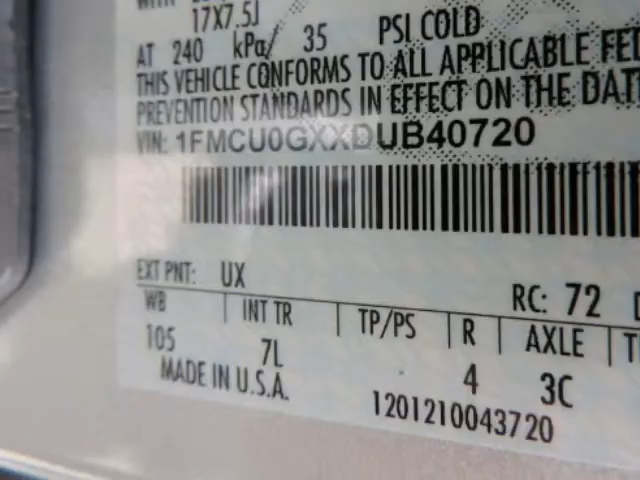 17X7.5J
AT 240 kPa/ 35 PSI COLD
THIS VEHICLE CONFORMS TO ALL APPLICABLE FED
PREVENTION STANDARDS IN EFFECT ON THE DAT
VIN: 1FMCU0GXXDUB40720
EXT PNT: UX RC: 72
WB INT TR TP/PS R AXLE
105 7L 4 3C
MADE IN U.S.A. 1201210043720